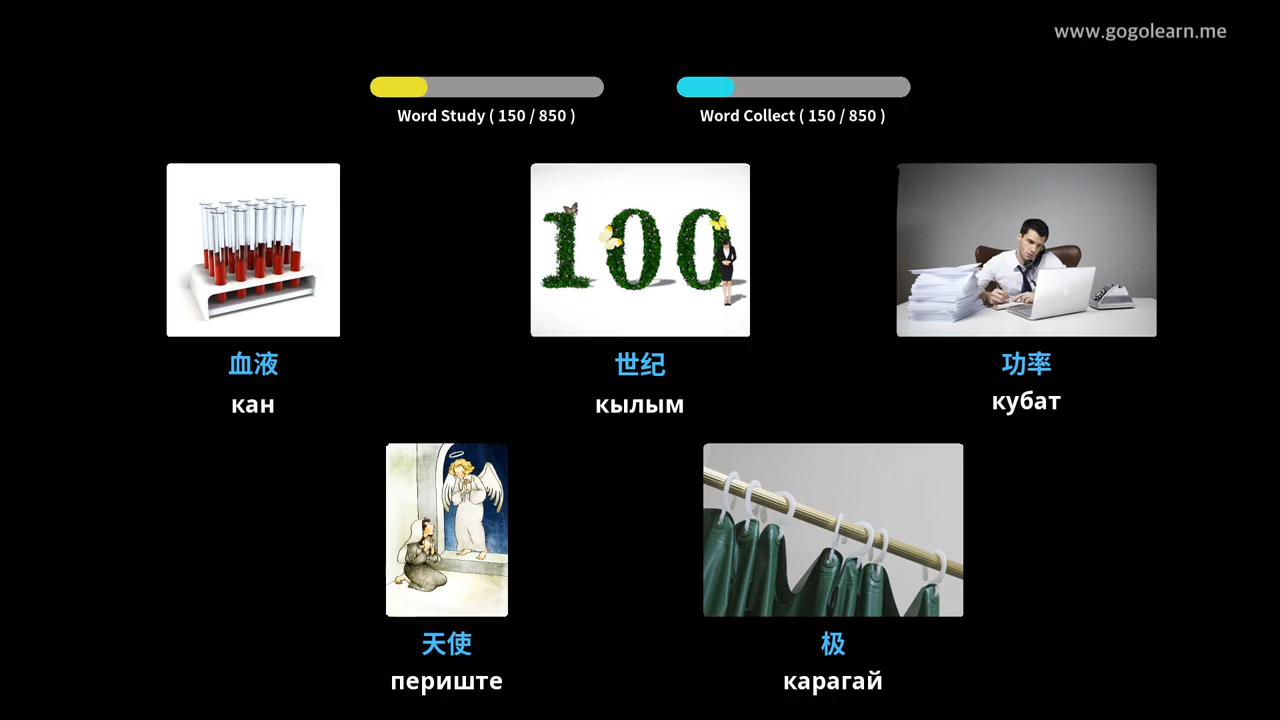 www.gogolearn.me
Word Study ( 150 / 850 )
Word Collect ( 150 / 850 )
100
血液
世纪
功率
кан
кылым
кубат
天使
极
периште
карагай